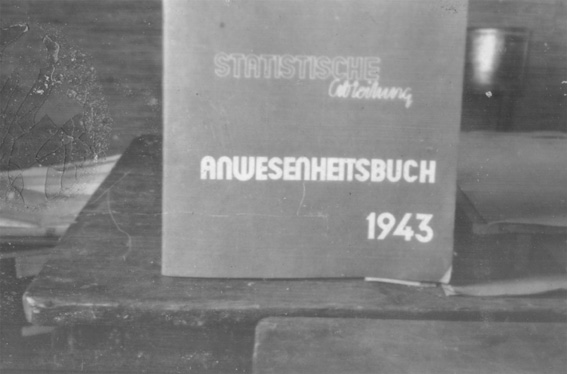 STATISTISCHE
Abteilung
ANWESENHEITSBUCH
1943